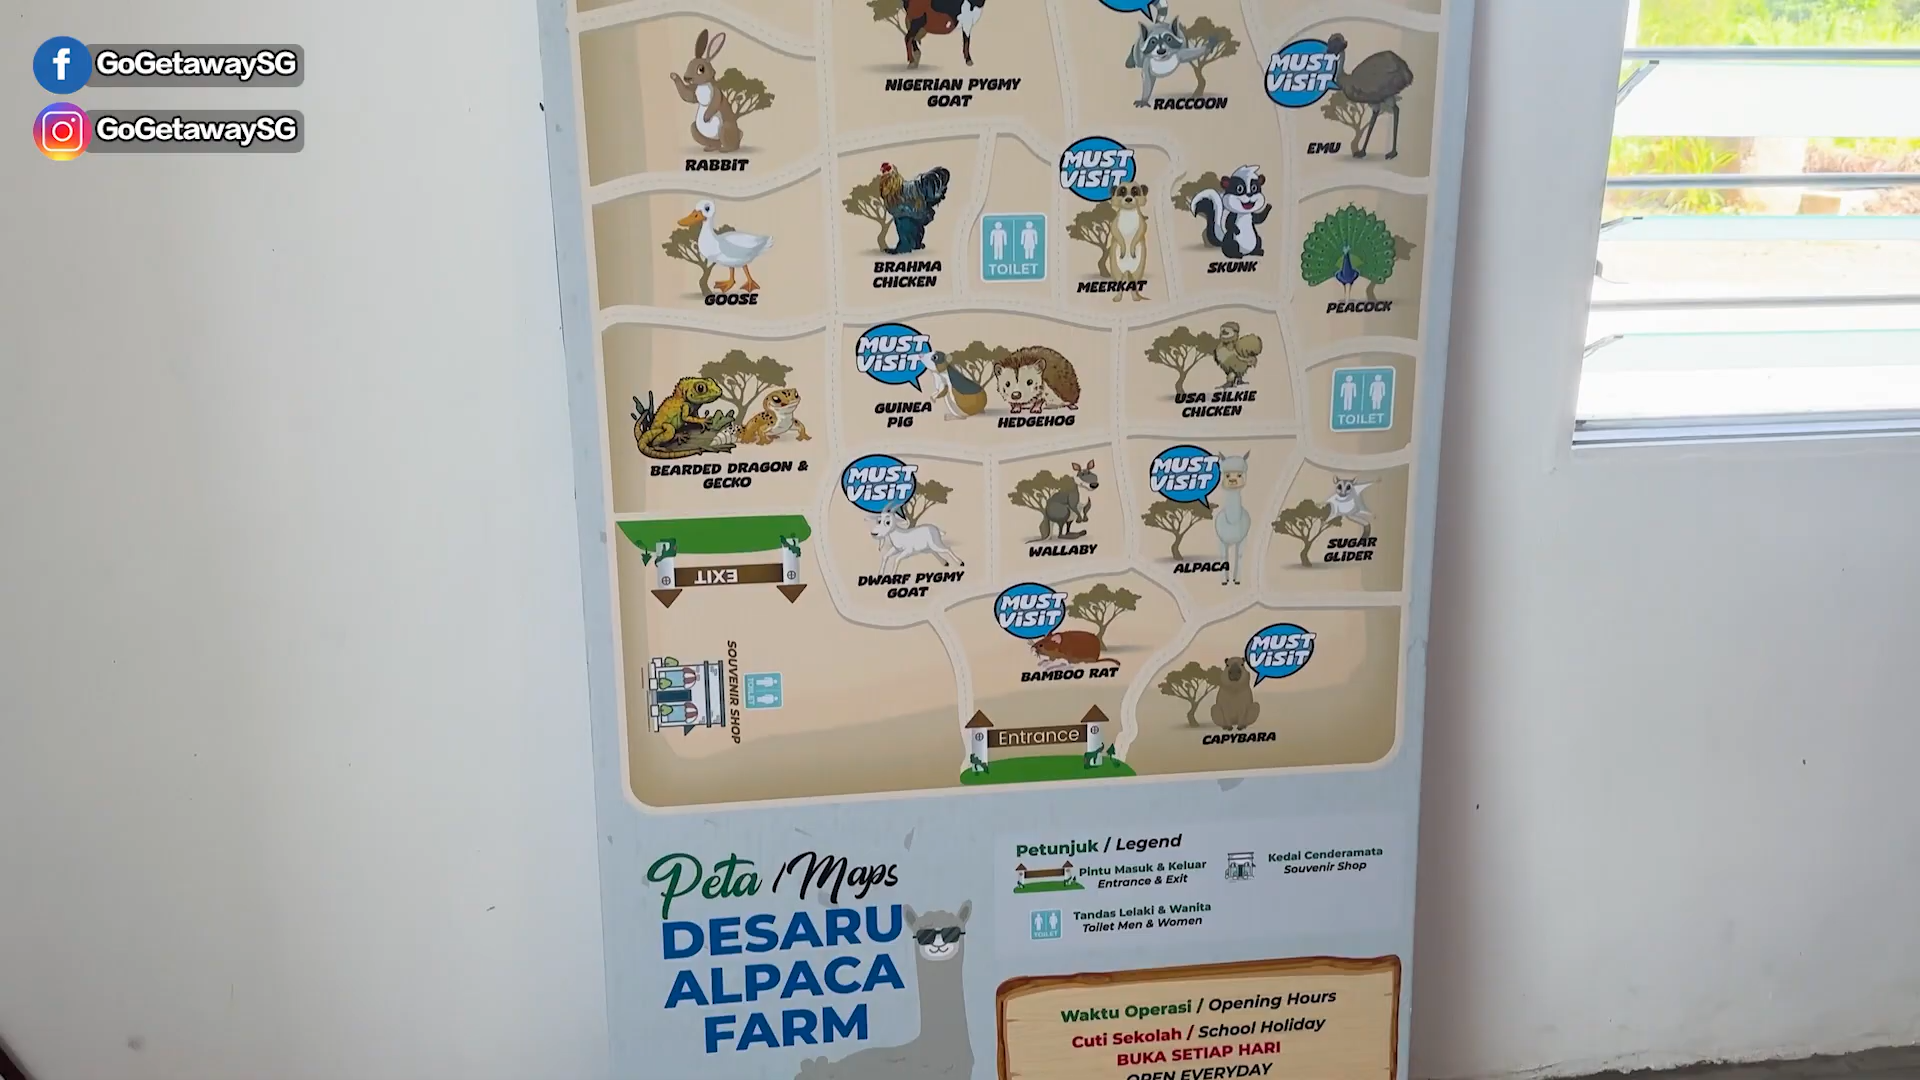 GoGetawaySG
GoGetawaySG
NIGERIAN PYGMY
GOAT
RACCOON
MUST
VISIT
EMU
RABBIT
MUST
VISIT
BRAHMA
CHICKEN
TOILET
MEERKAT
SKUNK
PEACOCK
GOOSE
MUST
VISIT
GUINEA
PIG
HEDGEHOG
USA SILKIE
CHICKEN
TOILET
BEARDED DRAGON &
GECKO
MUST
VISIT
DWARF PYGMY
GOAT
WALLABY
MUST
VISIT
ALPACA
SUGAR
GLIDER
EXIT
MUST
VISIT
BAMBOO RAT
MUST
VISIT
CAPYBARA
SOUVENIR SHOP
TOILET
Entrance
Peta / Maps
DESARU
ALPACA
FARM
Petunjuk / Legend
Pintu Masuk & Keluar
Entrance & Exit
Kedai Cenderamata
Souvenir Shop
TOILET
Tandas Lelaki & Wanita
Toilet Men & Women
Waktu Operasi / Opening Hours
Cuti Sekolah / School Holiday
BUKA SETIAP HARI
OPEN EVERYDAY